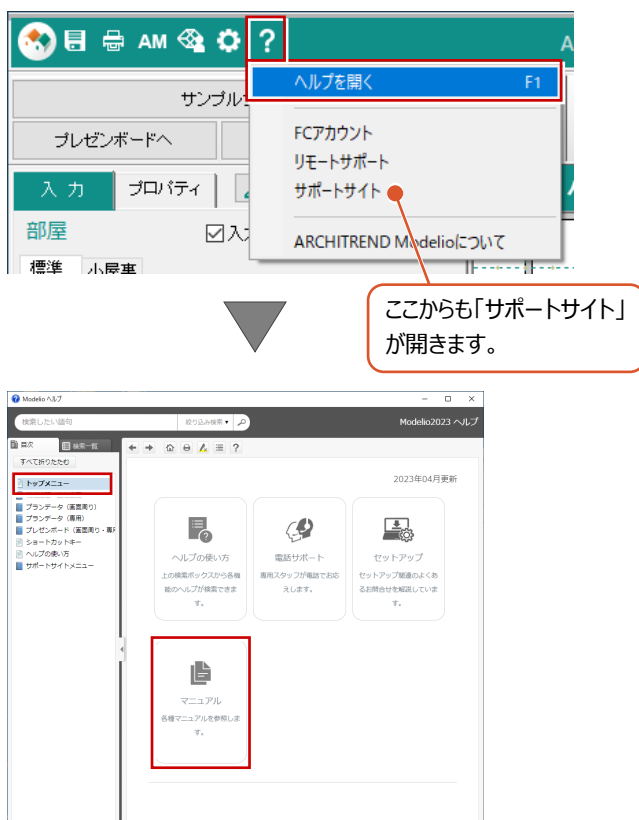 AM ?
A
サンプル
ヘルプを開く F1
プレゼンボードへ
FCアカウント
リモートサポート
入 力 プロパティ
サポートサイト
部屋 入
ARCHITREND Modelioについて
標準 小屋裏
ここからも「サポートサイト」
が開きます。
Modelio ヘルプ
検索したい語句 絞り込み検索 Modelio2023 ヘルプ
目次 検索一覧
すべて折りたたむ
トップメニュー
2023年04月更新
プランデータ（画面周り）
プランデータ（専用）
プレゼンボード（画面周り・専用
ショートカットキー
ヘルプの使い方
サポートサイトメニュー
ヘルプの使い方
上の検索ボックスから各機
能のヘルプが検索できま
す。
電話サポート
専用スタッフが電話でお応
えします。
セットアップ
セットアップ関連のよくあ
るお問合せを解説していま
す。
マニュアル
各種マニュアルを参照しま
す。